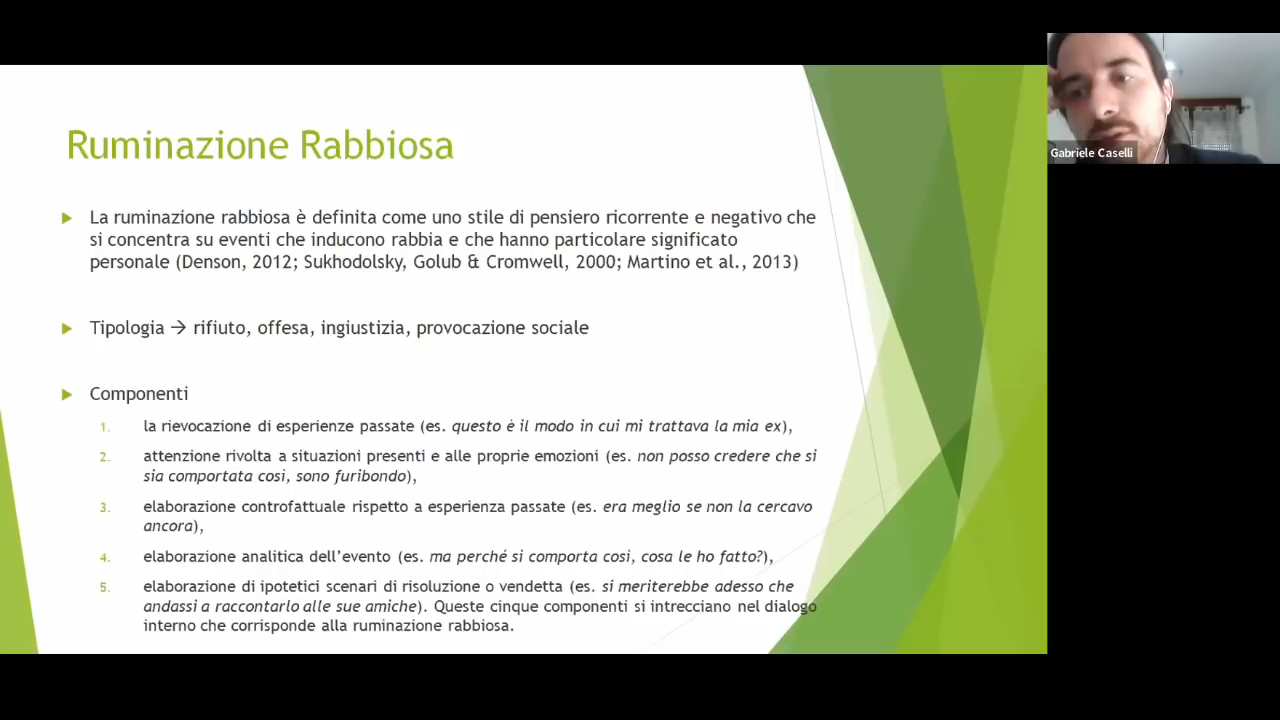 Ruminazione Rabbiosa
La ruminazione rabbiosa è definita come uno stile di pensiero ricorrente e negativo che
si concentra su eventi che inducono rabbia e che hanno particolare significato
personale (Denson, 2012; Sukhodolsky, Golub & Cromwell, 2000; Martino et al., 2013)
Tipologia → rifiuto, offesa, ingiustizia, provocazione sociale
Componenti
1. la rievocazione di esperienze passate (es. questo è il modo in cui mi trattava la mia ex),
2. attenzione rivolta a situazioni presenti e alle proprie emozioni (es. non posso credere che si
sia comportata così, sono furibondo),
3. elaborazione controfattuale rispetto a esperienza passate (es. era meglio se non la cercavo
ancora),
4. elaborazione analitica dell'evento (es. ma perché si comporta così, cosa le ho fatto?),
5. elaborazione di ipotetici scenari di risoluzione o vendetta (es. si meriterebbe adesso che
andassi a raccontarlo alle sue amiche). Queste cinque componenti si intrecciano nel dialogo
interno che corrisponde alla ruminazione rabbiosa.
Gabriele Caselli